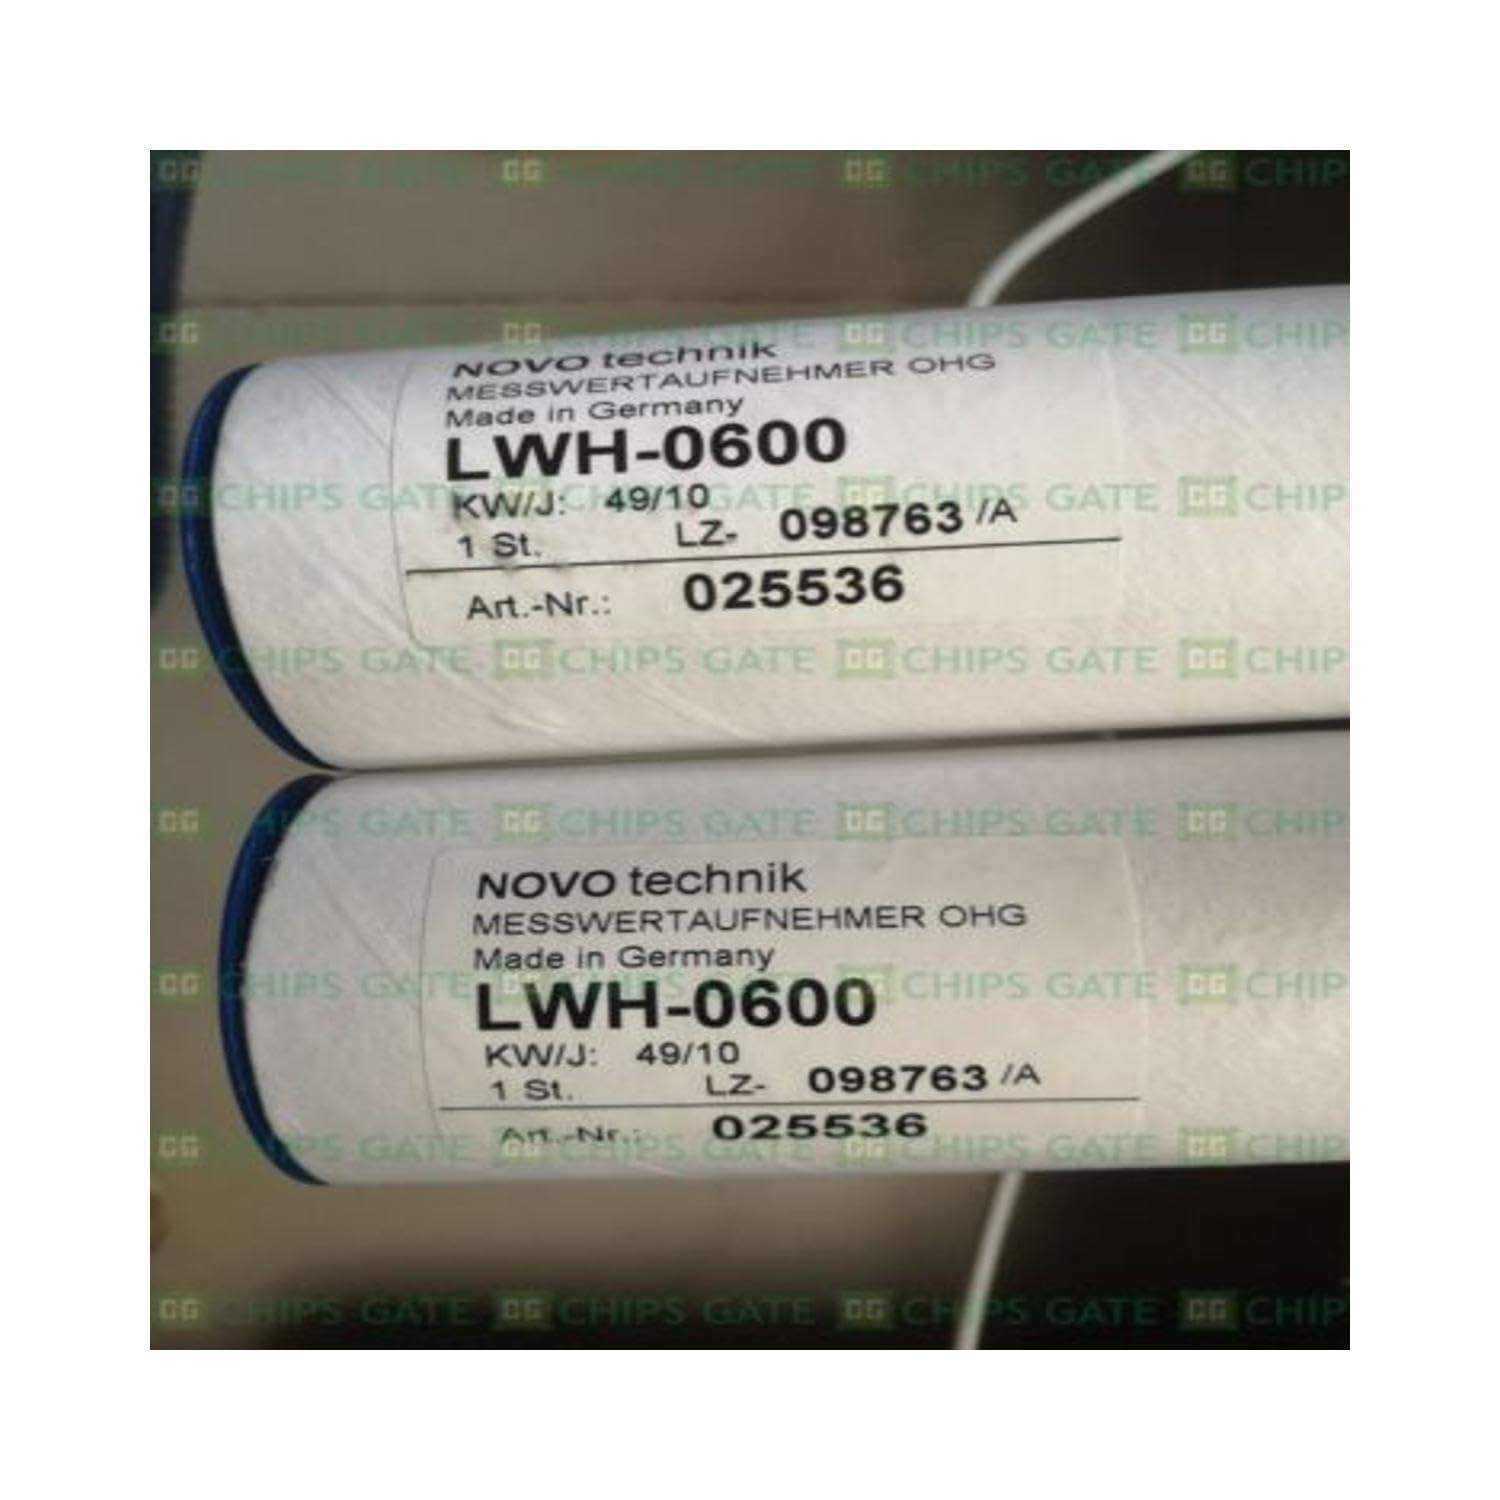 NOVO technik
MESSWERTAUFNEHMER OHG
Made in Germany
LWH-0600
KW/J: 49/10
1 St. LZ- 098763 /A
Art.-Nr.: 025536
NOVO technik
MESSWERTAUFNEHMER OHG
Made in Germany
LWH-0600
KW/J: 49/10
1 St. LZ- 098763 /A
Art.-Nr.: 025536
CG CHIPS GATE